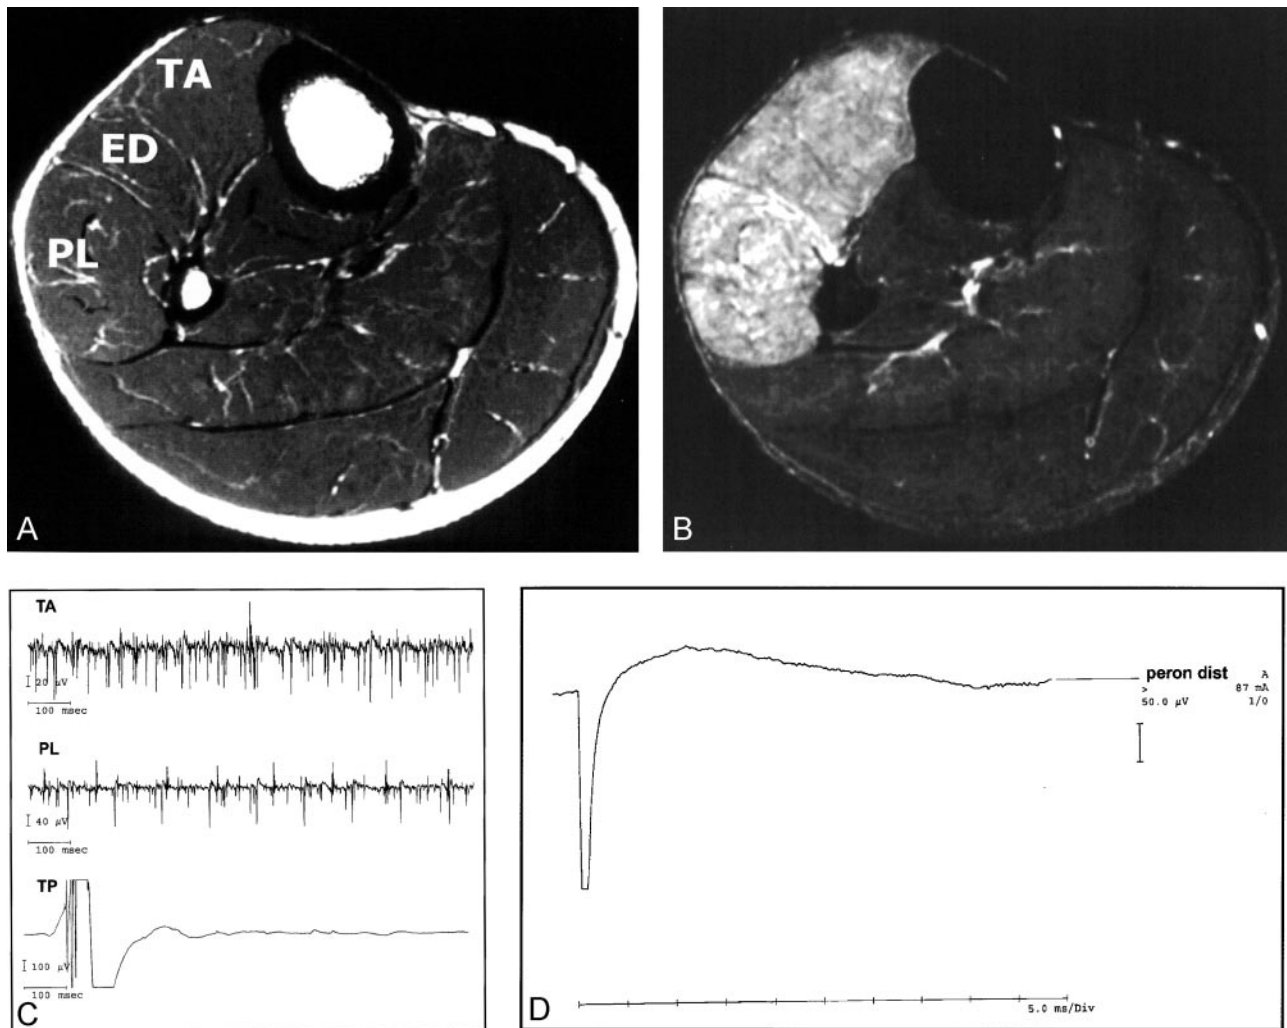 TA
ED
PL
A
B
TA
20 µV
100 msec
PL
40 µV
100 msec
TP
100 µV
100 msec
C
peron dist
A
> 87 mA
50.0 µV 1/0
5.0 ms/Div
D